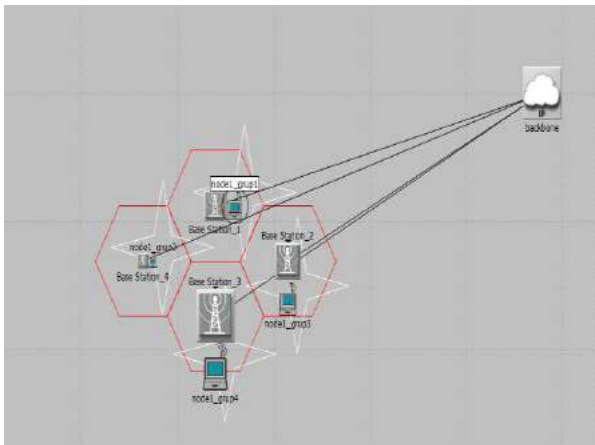 IP
backbone
node1_grup1
Base Station_1
Base Station_2
node1_grup2
Base Station_4
Base Station_3
node1_grup3
node1_grup4